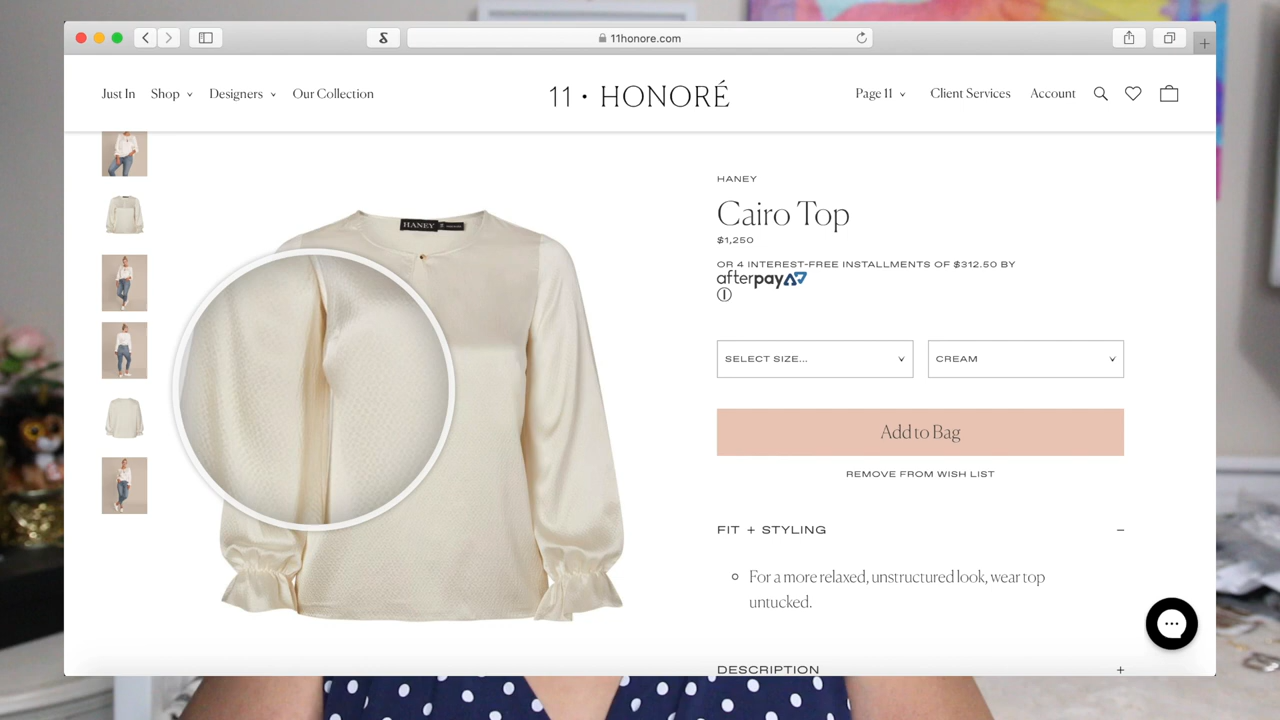 11honore.com
Just In Shop Designers Our Collection
11 • HONORÉ
Page 11 Client Services Account
HANEY
HANEY
Cairo Top
$1,250
OR 4 INTEREST-FREE INSTALLMENTS OF $312.50 BY
afterpay
SELECT SIZE... CREAM
Add to Bag
REMOVE FROM WISH LIST
FIT + STYLING
For a more relaxed, unstructured look, wear top
untucked.
DESCRIPTION